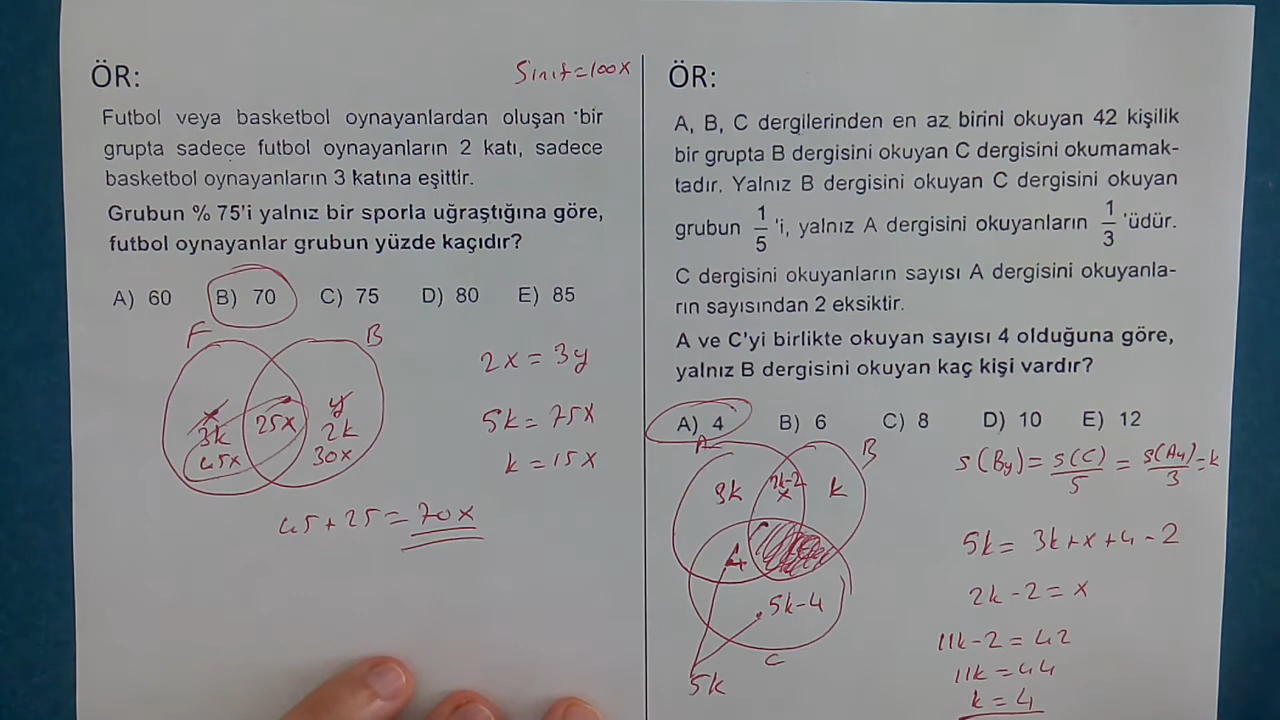 ÖR:
Sınıf=100x
Futbol veya basketbol oynayanlardan oluşan bir
grupta sadece futbol oynayanların 2 katı, sadece
basketbol oynayanların 3 katına eşittir.
Grubun % 75'i yalnız bir sporla uğraştığına göre,
futbol oynayanlar grubun yüzde kaçıdır?
A) 60 B) 70 C) 75 D) 80 E) 85
F B
x 25x y
3k 2k
45x 30x
45+25=70x
2x=3y
5k=75x
k=15x
ÖR:
A, B, C dergilerinden en az birini okuyan 42 kişilik
bir grupta B dergisini okuyan C dergisini okumamak-
tadır. Yalnız B dergisini okuyan C dergisini okuyan
grubun 1/5 'i, yalnız A dergisini okuyanların 1/3 'üdür.
C dergisini okuyanların sayısı A dergisini okuyanla-
rın sayısından 2 eksiktir.
A ve C'yi birlikte okuyan sayısı 4 olduğuna göre,
yalnız B dergisini okuyan kaç kişi vardır?
A) 4 B) 6 C) 8 D) 10 E) 12
A B
3k 2k-2 k
x
4
5k-4
C
5k
s(By)=s(C)/5=s(Ay)/3=k
5k=3k+x+4-2
2k-2=x
11k-2=42
11k=44
k=4